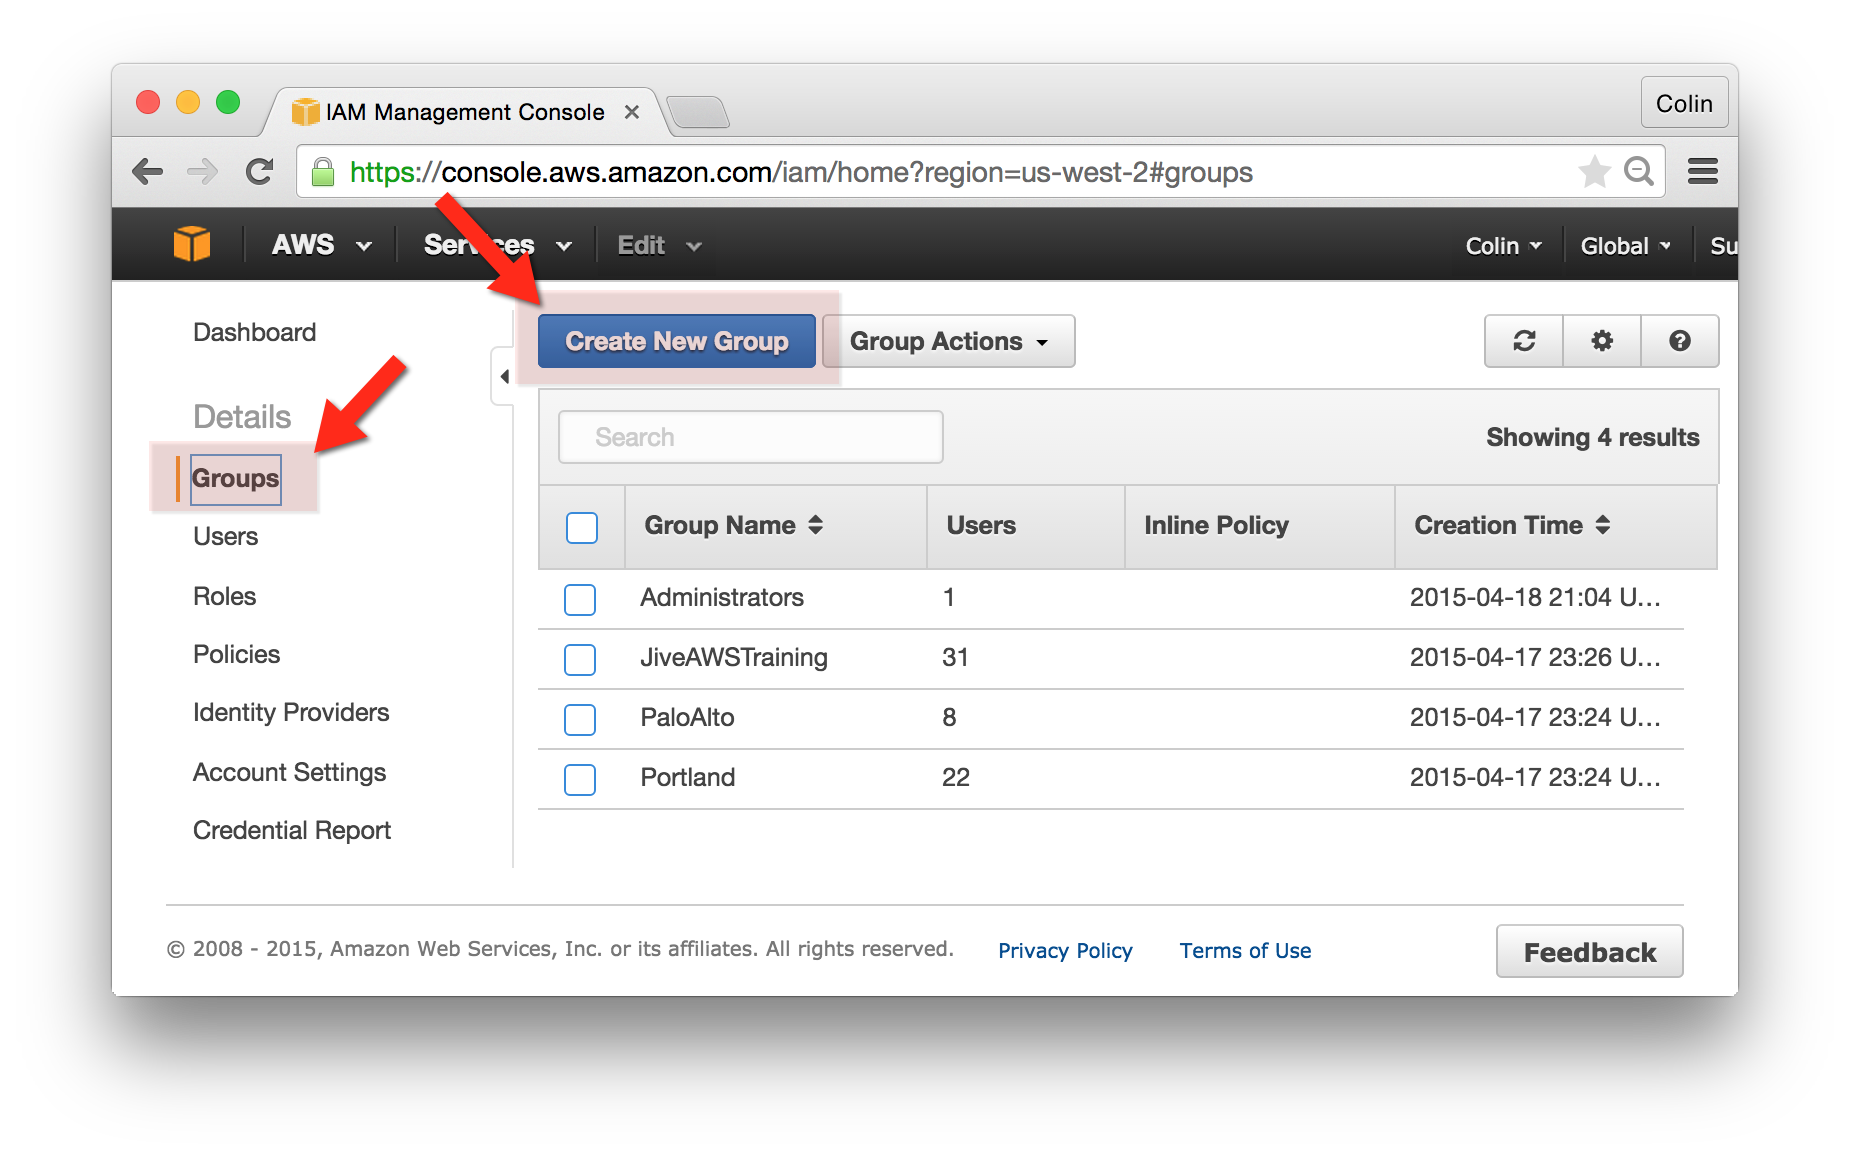 IAM Management Console
Colin
https://console.aws.amazon.com/iam/home?region=us-west-2#groups
AWS
Services
Edit
Colin
Global
Su
Dashboard
Details
Groups
Users
Roles
Policies
Identity Providers
Account Settings
Credential Report
Create New Group
Group Actions
Search
Showing 4 results
Group Name Users Inline Policy Creation Time
Administrators 1 2015-04-18 21:04 U...
JiveAWSTraining 31 2015-04-17 23:26 U...
PaloAlto 8 2015-04-17 23:24 U...
Portland 22 2015-04-17 23:24 U...
© 2008 - 2015, Amazon Web Services, Inc. or its affiliates. All rights reserved. Privacy Policy Terms of Use
Feedback